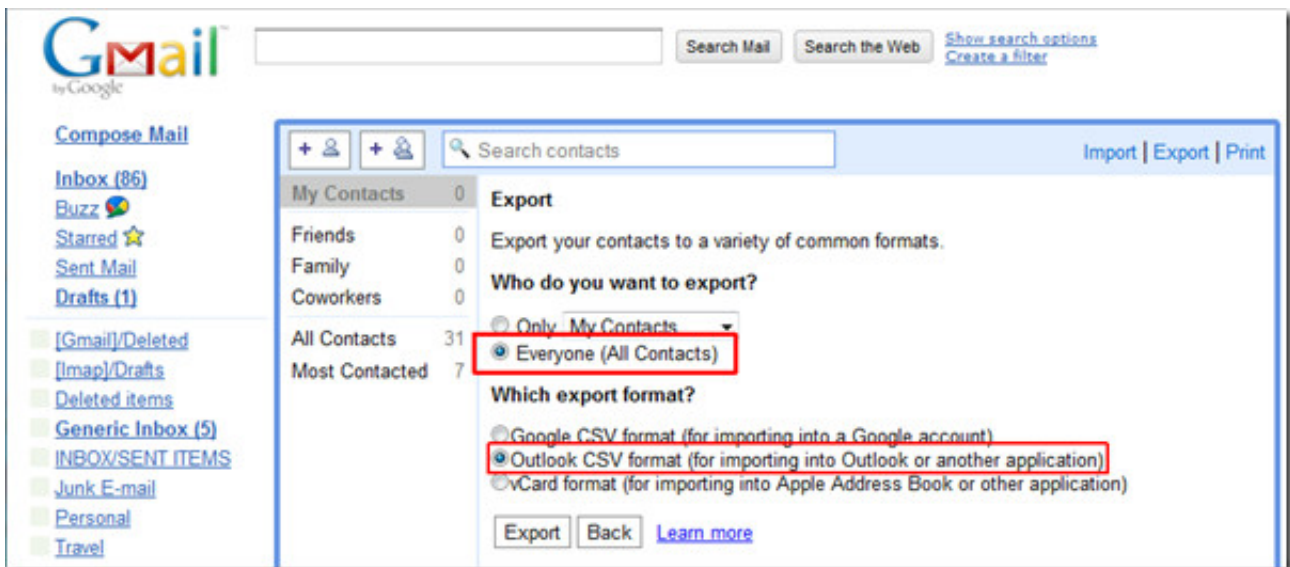 Gmail™
by Google
Search Mail
Search the Web
Show search options
Create a filter
Compose Mail
Inbox (86)
Buzz
Starred
Sent Mail
Drafts (1)
[Gmail]/Deleted
[Imap]/Drafts
Deleted items
Generic Inbox (5)
INBOX/SENT ITEMS
Junk E-mail
Personal
Travel
+
+
Search contacts
Import | Export | Print
My Contacts 0
Friends 0
Family 0
Coworkers 0
All Contacts 31
Most Contacted 7
Export
Export your contacts to a variety of common formats.
Who do you want to export?
Only My Contacts
Everyone (All Contacts)
Which export format?
Google CSV format (for importing into a Google account)
Outlook CSV format (for importing into Outlook or another application)
vCard format (for importing into Apple Address Book or other application)
Export
Back
Learn more